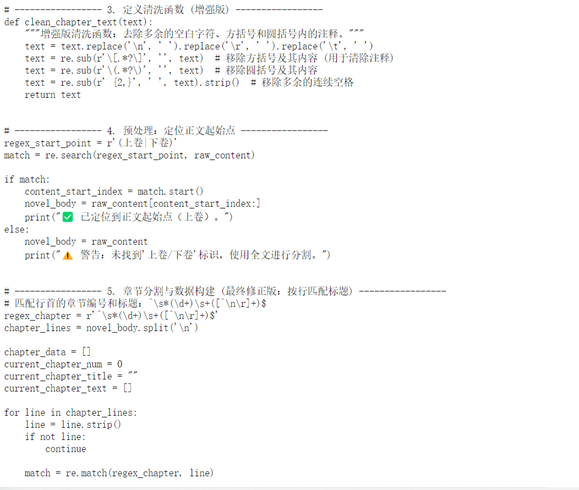 # ----------------- 3. 定义清洗函数 (增强版) -----------------
def clean_chapter_text(text):
    """增强版清洗函数：去除多余的空白字符、方括号和圆括号内的注释。"""
    text = text.replace('\n', ' ').replace('\r', ' ').replace('\t', ' ')
    text = re.sub(r'\[.*?\]', '', text)  # 移除方括号及其内容 (用于清除注释)
    text = re.sub(r'\(.*?\)', '', text)  # 移除圆括号及其内容
    text = re.sub(r' {2,}', ' ', text).strip()  # 移除多余的连续空格
    return text
# ----------------- 4. 预处理：定位正文起始点 -----------------
regex_start_point = r'(上卷|下卷)'
match = re.search(regex_start_point, raw_content)
if match:
    content_start_index = match.start()
    novel_body = raw_content[content_start_index:]
    print("✅ 已定位到正文起始点（上卷）。")
else:
    novel_body = raw_content
    print("⚠️ 警告：未找到'上卷/下卷'标识，使用全文进行分割。")
# ----------------- 5. 章节分割与数据构建 (最终修正版：按行匹配标题) -----------------
# 匹配行首的章节编号和标题：^\s*(\d+)\s+([^\n\r]+)$
regex_chapter = r'^\s*(\d+)\s+([^\n\r]+)$'
chapter_lines = novel_body.split('\n')
chapter_data = []
current_chapter_num = 0
current_chapter_title = ""
current_chapter_text = []
for line in chapter_lines:
    line = line.strip()
    if not line:
        continue
    match = re.match(regex_chapter, line)